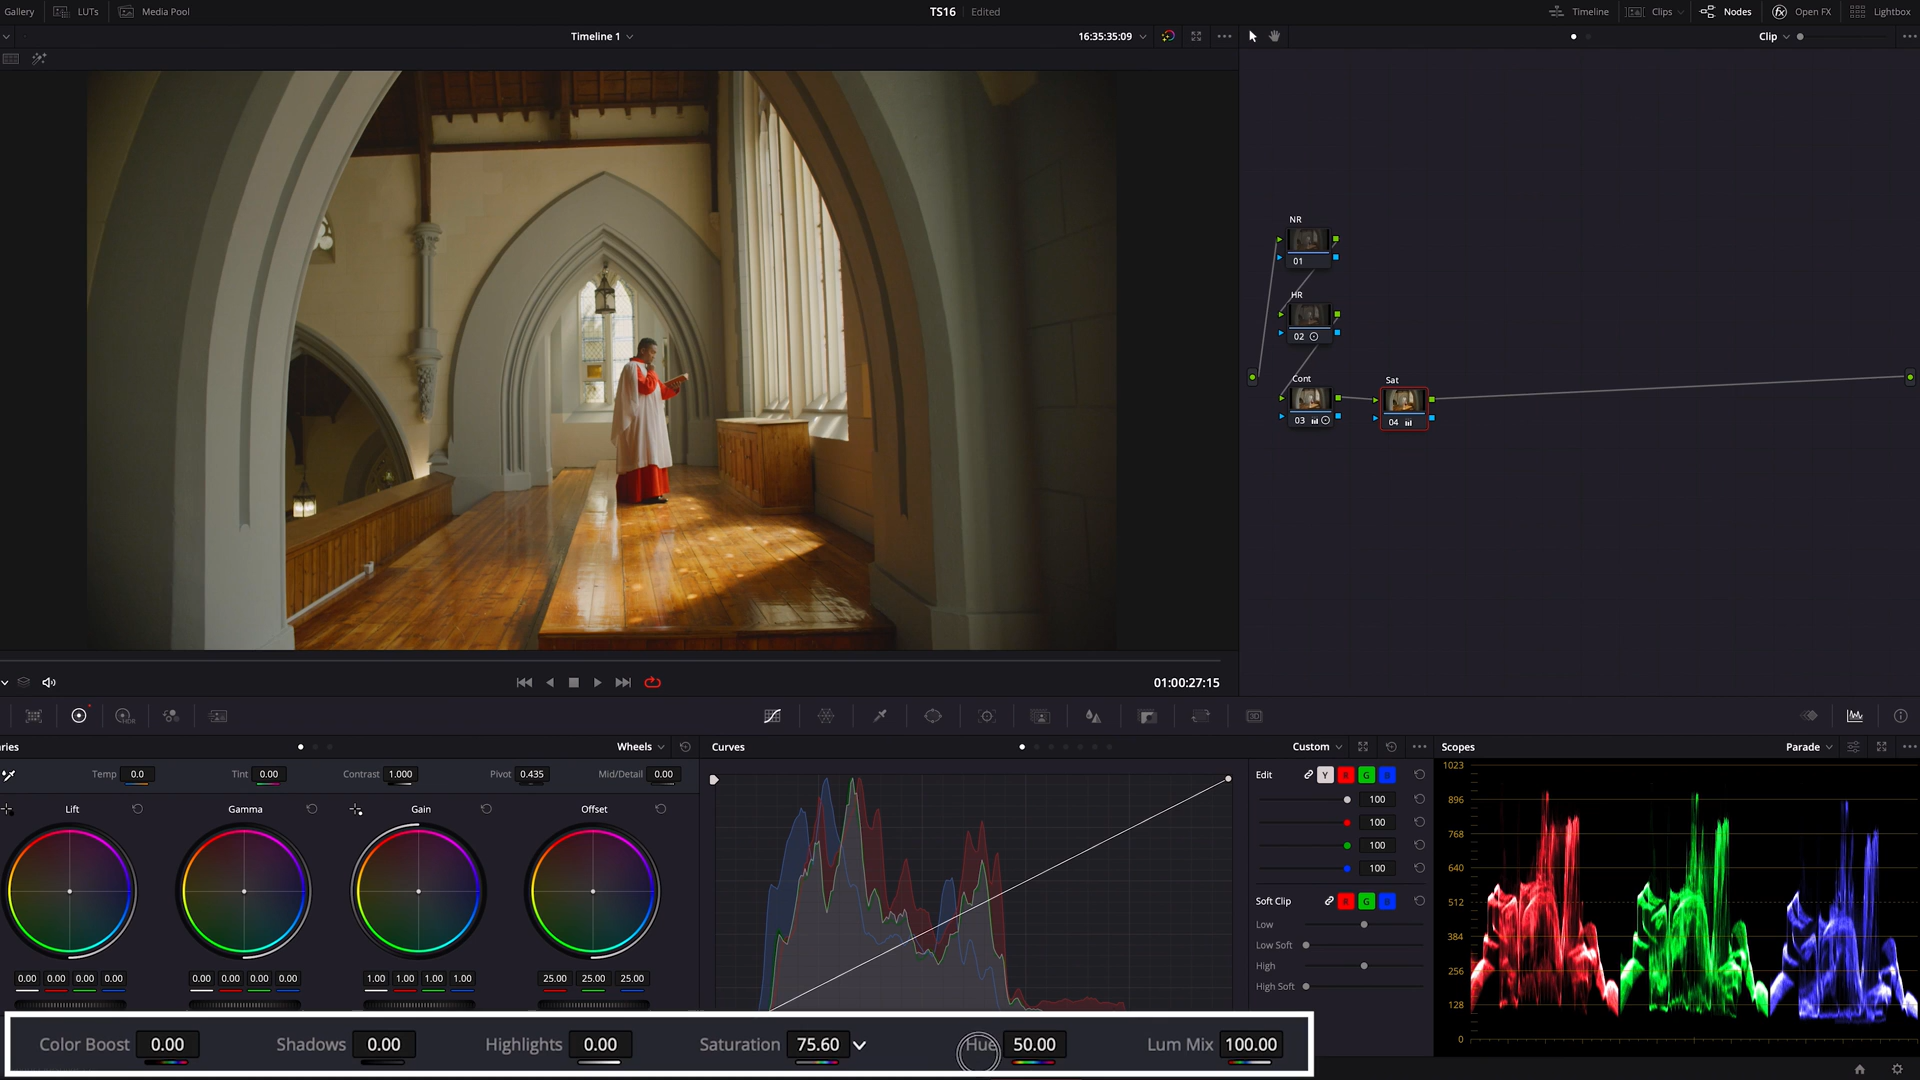 Gallery LUTs Media Pool TS16 Edited Timeline Clips Nodes fx Open FX Lightbox
Timeline 1 16:35:35:09 Clip
NR
01
HR
02
Cont
03
Sat
04
01:00:27:15
HDR
3D
ries Wheels Curves Custom Scopes Parade
Temp 0.0 Tint 0.00 Contrast 1.000 Pivot 0.435 Mid/Detail 0.00
Lift Gamma Gain Offset
0.00 0.00 0.00 0.00 0.00 0.00 0.00 0.00 1.00 1.00 1.00 1.00 25.00 25.00 25.00
Edit Y R G B
100
100
100
100
Soft Clip R G B
Low
Low Soft
High
High Soft
1023
896
768
640
512
384
256
128
0
Color Boost 0.00 Shadows 0.00 Highlights 0.00 Saturation 75.60 Hue 50.00 Lum Mix 100.00